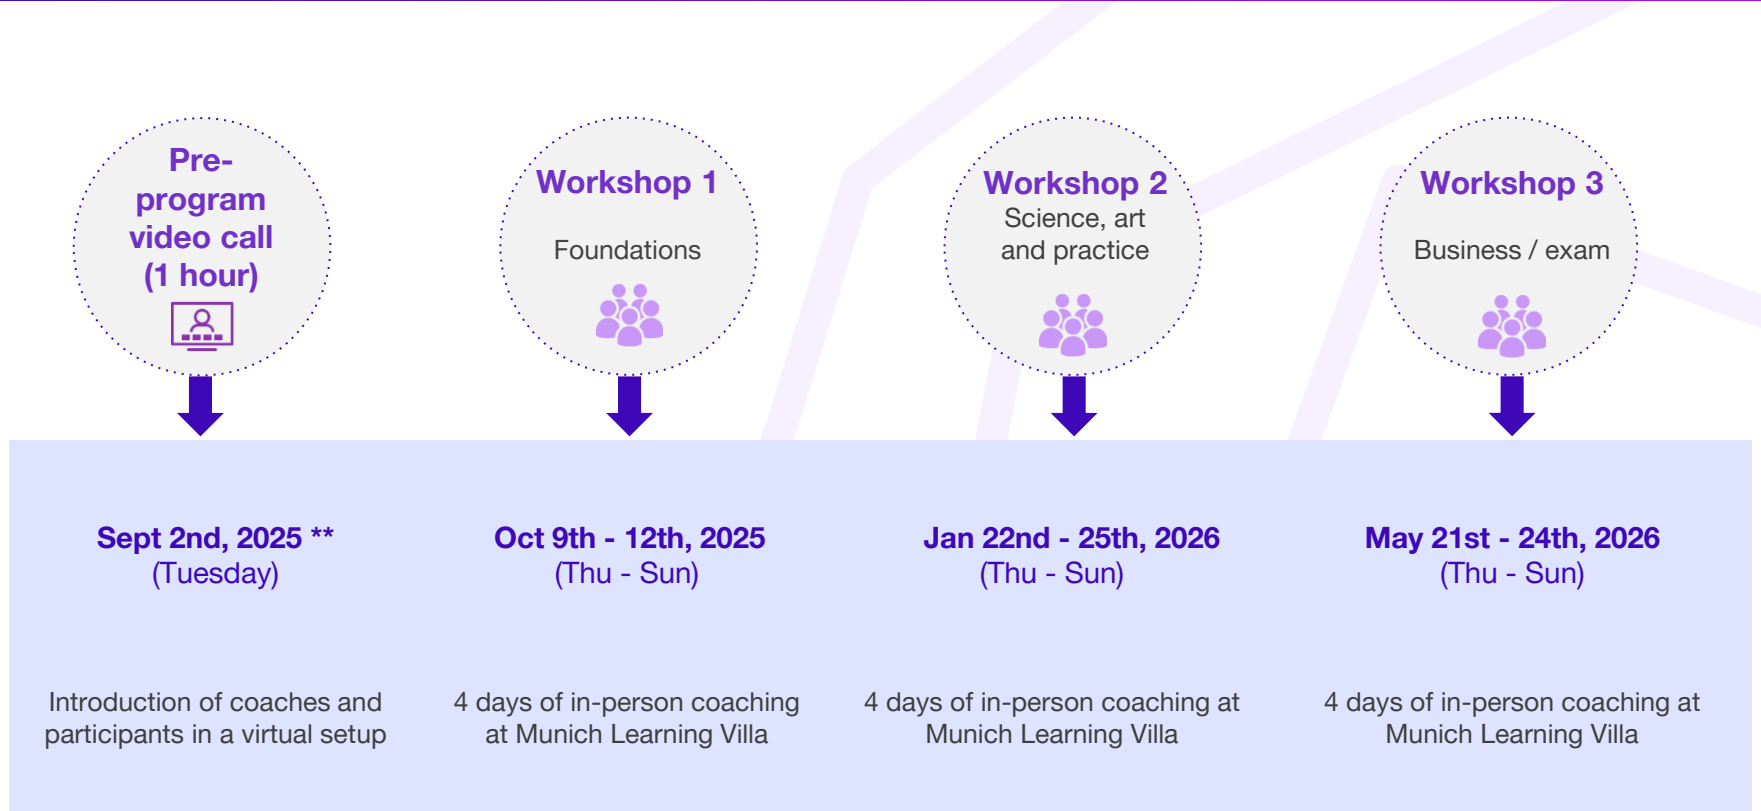 Pre-
program
video call
(1 hour)
Workshop 1
Foundations
Workshop 2
Science, art
and practice
Workshop 3
Business / exam
Sept 2nd, 2025 **
(Tuesday)
Oct 9th - 12th, 2025
(Thu - Sun)
Jan 22nd - 25th, 2026
(Thu - Sun)
May 21st - 24th, 2026
(Thu - Sun)
Introduction of coaches and
participants in a virtual setup
4 days of in-person coaching
at Munich Learning Villa
4 days of in-person coaching at
Munich Learning Villa
4 days of in-person coaching at
Munich Learning Villa